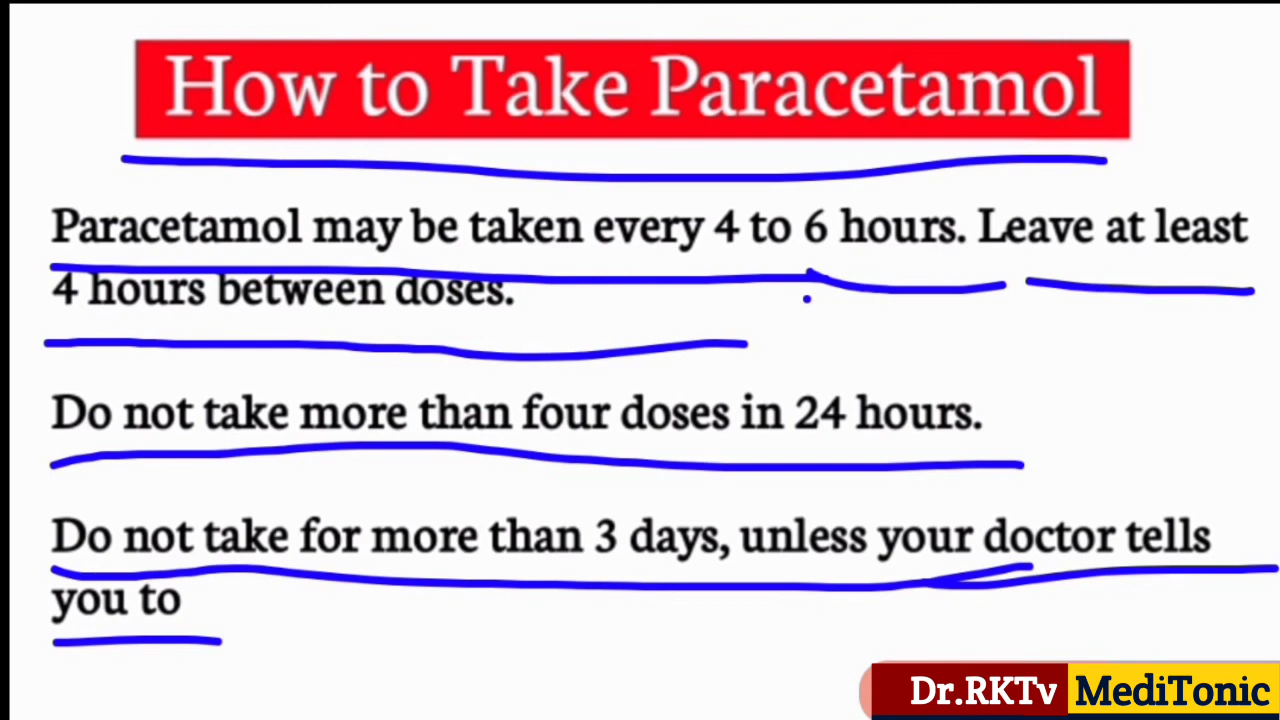 How to Take Paracetamol
Paracetamol may be taken every 4 to 6 hours. Leave at least
4 hours between doses.
Do not take more than four doses in 24 hours.
Do not take for more than 3 days, unless your doctor tells
you to
Dr.RKTv MediTonic